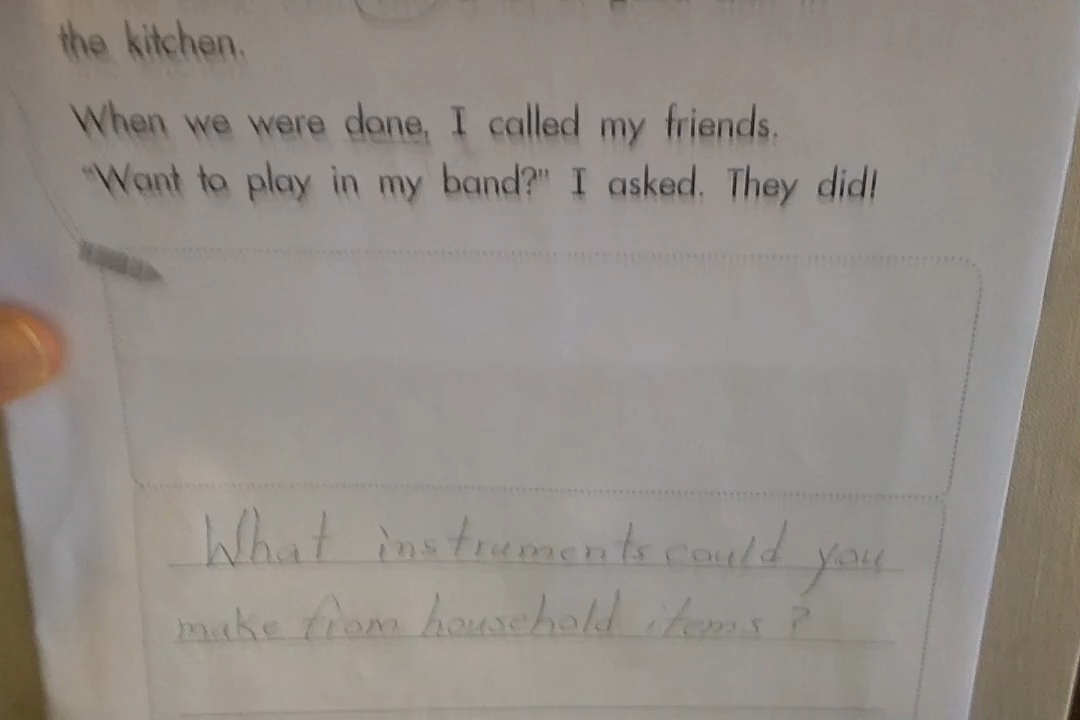 the kitchen.
When we were done, I called my friends.
"Want to play in my band?" I asked. They did!
What instruments could you
make from household items?